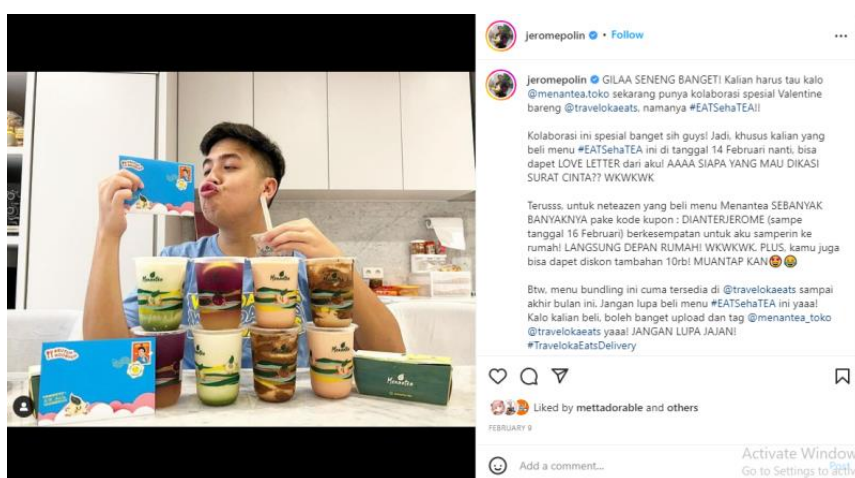 jeromepolin • Follow
jeromepolin GILAA SENENG BANGET! Kalian harus tau kalo
@menantea.toko sekarang punya kolaborasi spesial Valentine
bareng @travelokaeats, namanya #EATSehaTEA!!
Kolaborasi ini spesial banget sih guys! Jadi, khusus kalian yang
beli menu #EATSehaTEA ini di tanggal 14 Februari nanti, bisa
dapet LOVE LETTER dari aku! AAAA SIAPA YANG MAU DIKASI
SURAT CINTA?? WKWKWK
Terusss, untuk neteazen yang beli menu Menantea SEBANYAK
BANYAKNYA pake kode kupon : DIANTERJEROME (sampe
tanggal 16 Februari) berkesempatan untuk aku samperin ke
rumah! LANGSUNG DEPAN RUMAH! WKWKWK. PLUS, kamu juga
bisa dapet diskon tambahan 10rb! MUANTAP KAN🤩😭
Btw, menu bundling ini cuma tersedia di @travelokaeats sampai
akhir bulan ini. Jangan lupa beli menu #EATSehaTEA ini yaaa!
Kalo kalian beli, boleh banget upload dan tag @menantea_toko
@travelokaeats yaaa! JANGAN LUPA JAJAN!
#TravelokaEatsDelivery
Liked by mettadorable and others
FEBRUARY 9
Add a comment...
Post
Activate Window
Go to Settings to activ
Menantea
Menantea
Menantea
Menantea